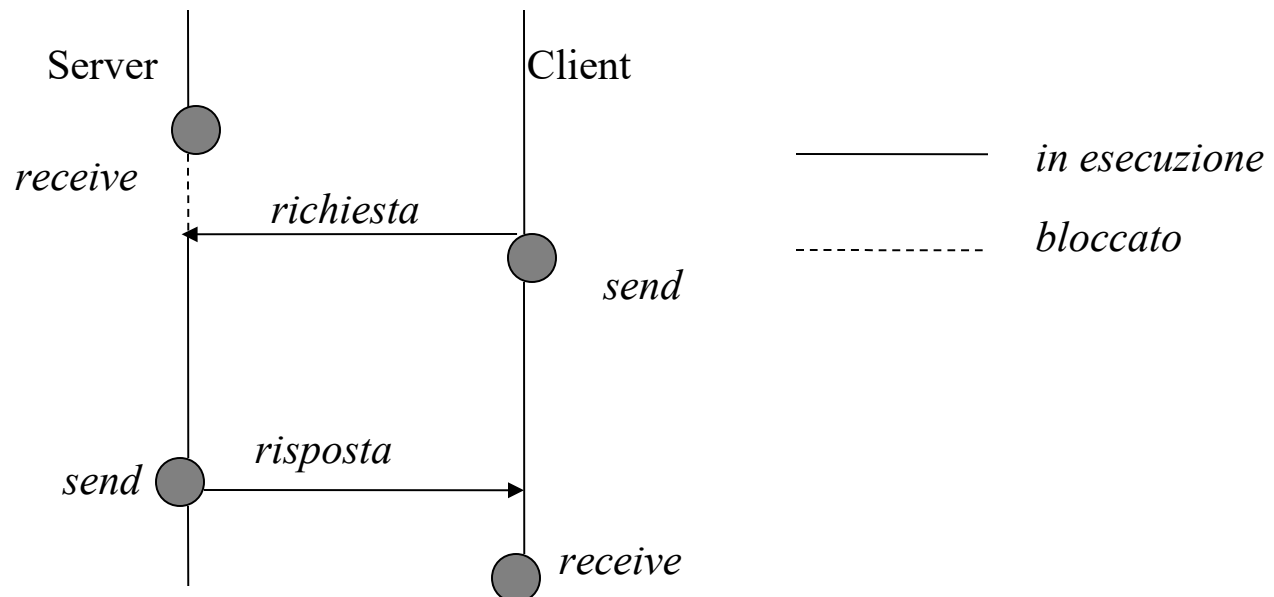 Server
Client
receive
richiesta
send
risposta
send
receive
in esecuzione
bloccato